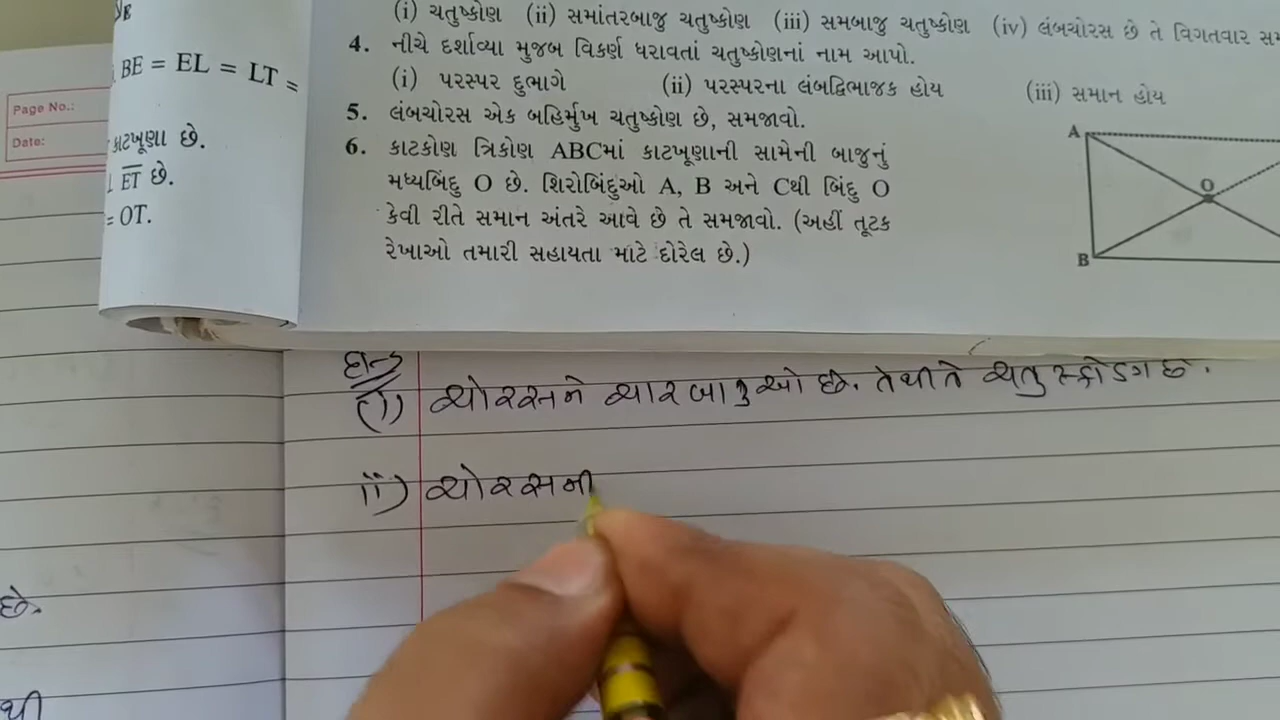 (i) ચતુષ્કોણ (ii) સમાંતરબાજુ ચતુષ્કોણ (iii) સમબાજુ ચતુષ્કોણ (iv) લંબચોરસ છે તે વિગતવાર સમ
4. નીચે દર્શાવ્યા મુજબ વિકર્ણ ધરાવતાં ચતુષ્કોણનાં નામ આપો.
(i) પરસ્પર દુભાગે (ii) પરસ્પરના લંબદ્વિભાજક હોય (iii) સમાન હોય
5. લંબચોરસ એક બહિર્મુખ ચતુષ્કોણ છે, સમજાવો.
6. કાટકોણ ત્રિકોણ ABCમાં કાટખૂણાની સામેની બાજુનું
મધ્યબિંદુ O છે. શિરોબિંદુઓ A, B અને Cથી બિંદુ O
કેવી રીતે સમાન અંતરે આવે છે તે સમજાવો. (અહીં તૂટક
રેખાઓ તમારી સહાયતા માટે દોરેલ છે.)
A
O
B
BE = EL = LT =
કાટખૂણા છે.
ET છે.
= OT.
Page No.:
Date:
(i) ચોરસને ચાર બાજુઓ છે. તેથી તે ચતુષ્કોણ છે.
ii) ચોરસની
છે.
થી